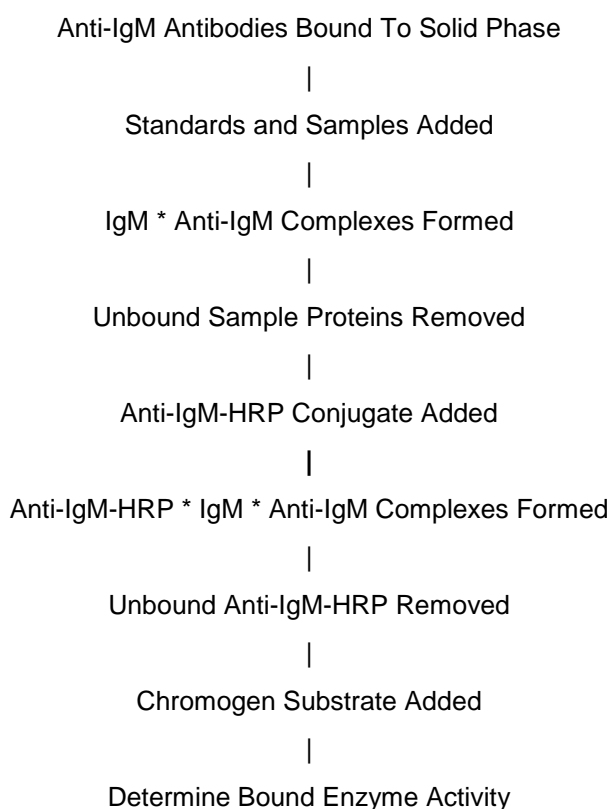 Anti-IgM Antibodies Bound To Solid Phase
|
Standards and Samples Added
|
IgM * Anti-IgM Complexes Formed
|
Unbound Sample Proteins Removed
|
Anti-IgM-HRP Conjugate Added
|
Anti-IgM-HRP * IgM * Anti-IgM Complexes Formed
|
Unbound Anti-IgM-HRP Removed
|
Chromogen Substrate Added
|
Determine Bound Enzyme Activity